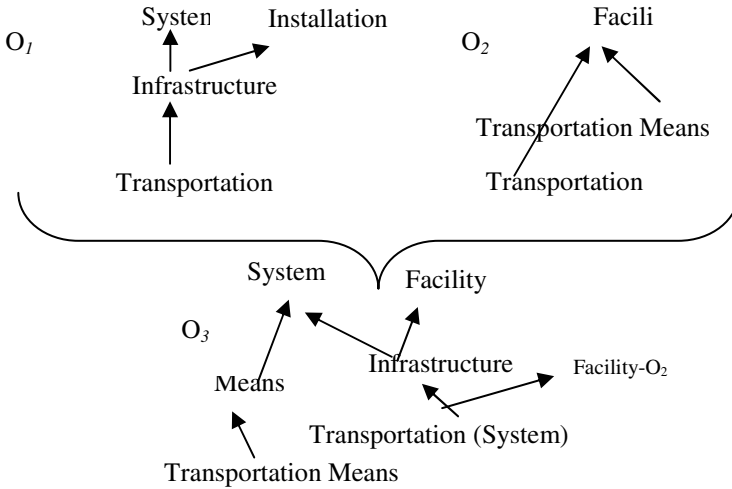 Systen
Installation
O1
O2
Facili
Infrastructure
Transportation Means
Transportation
Transportation
System
Facility
O3
Infrastructure
Facility-O2
Means
Transportation (System)
Transportation Means